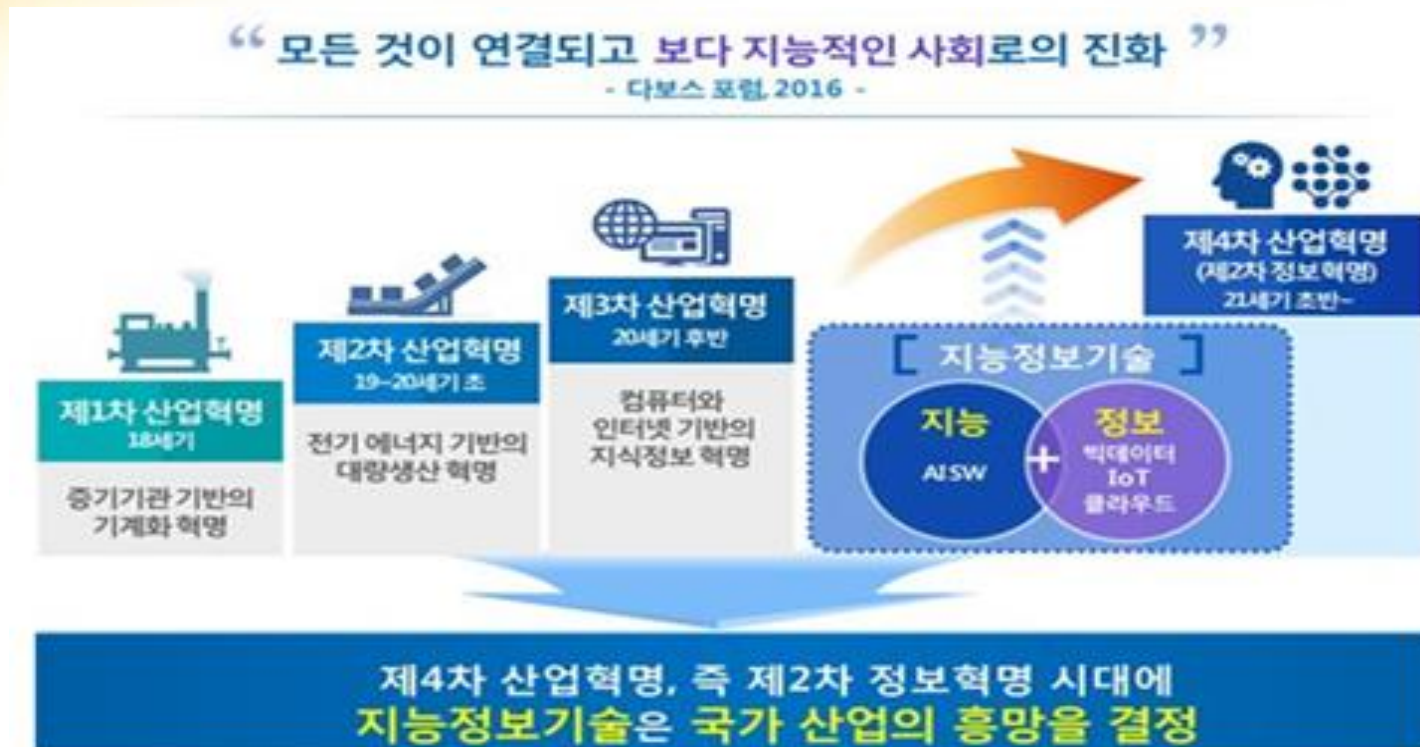 “ 모든 것이 연결되고 보다 지능적인 사회로의 진화 ”
- 다보스 포럼, 2016 -
제1차 산업혁명
18세기
증기기관 기반의
기계화 혁명
제2차 산업혁명
19~20세기 초
전기 에너지 기반의
대량생산 혁명
제3차 산업혁명
20세기 후반
컴퓨터와
인터넷 기반의
지식정보 혁명
제4차 산업혁명
(제2차 정보혁명)
21세기 초반~
[ 지능정보기술 ]
지능
AI SW
+
정보
빅데이터
IoT
클라우드
제4차 산업혁명, 즉 제2차 정보혁명 시대에
지능정보기술은 국가 산업의 흥망을 결정